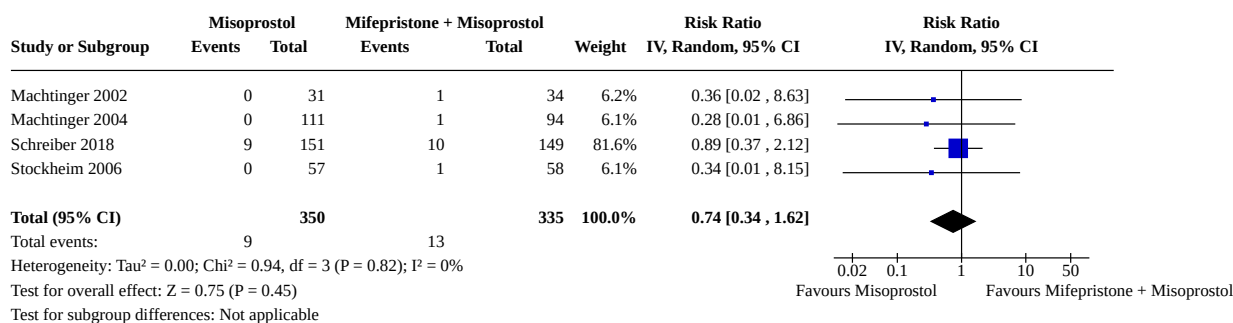 Misoprostol Mifepristone + Misoprostol Risk Ratio Risk Ratio
Study or Subgroup Events Total Events Total Weight IV, Random, 95% CI IV, Random, 95% CI
Machtinger 2002 0 31 1 34 6.2% 0.36 [0.02 , 8.63]
Machtinger 2004 0 111 1 94 6.1% 0.28 [0.01 , 6.86]
Schreiber 2018 9 151 10 149 81.6% 0.89 [0.37 , 2.12]
Stockheim 2006 0 57 1 58 6.1% 0.34 [0.01 , 8.15]
Total (95% CI) 350 335 100.0% 0.74 [0.34 , 1.62]
Total events: 9 13
Heterogeneity: Tau² = 0.00; Chi² = 0.94, df = 3 (P = 0.82); I² = 0%
0.02 0.1 1 10 50
Test for overall effect: Z = 0.75 (P = 0.45) Favours Misoprostol Favours Mifepristone + Misoprostol
Test for subgroup differences: Not applicable